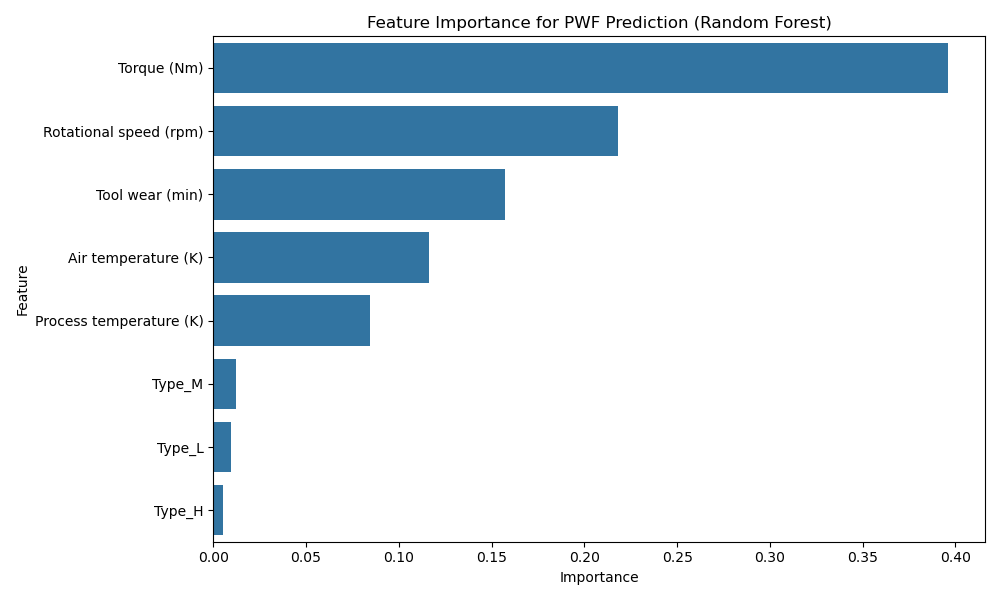 Feature Importance for PWF Prediction (Random Forest)
Feature
Torque (Nm)
Rotational speed (rpm)
Tool wear (min)
Air temperature (K)
Process temperature (K)
Type_M
Type_L
Type_H
0.00 0.05 0.10 0.15 0.20 0.25 0.30 0.35 0.40
Importance